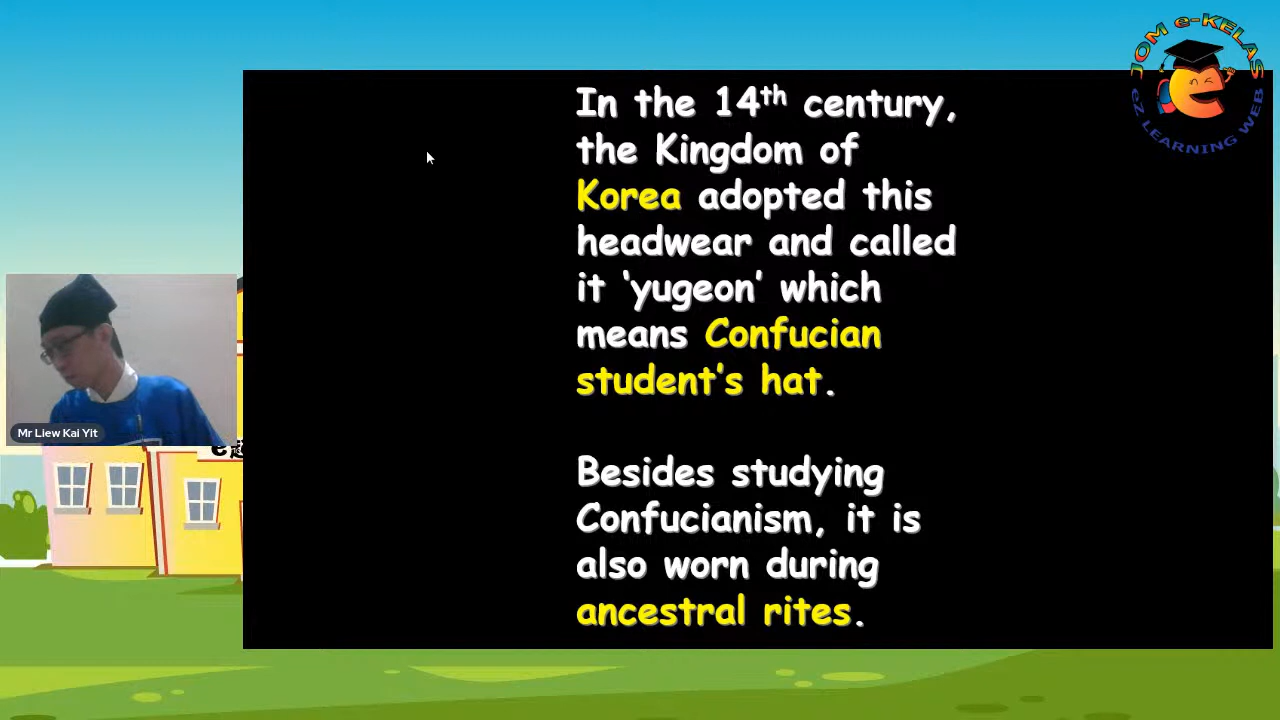 JOM e-KELAS
eZ LEARNING WEB
In the 14th century,
the Kingdom of
Korea adopted this
headwear and called
it ‘yugeon’ which
means Confucian
student’s hat.
Besides studying
Confucianism, it is
also worn during
ancestral rites.
Mr Liew Kai Yit